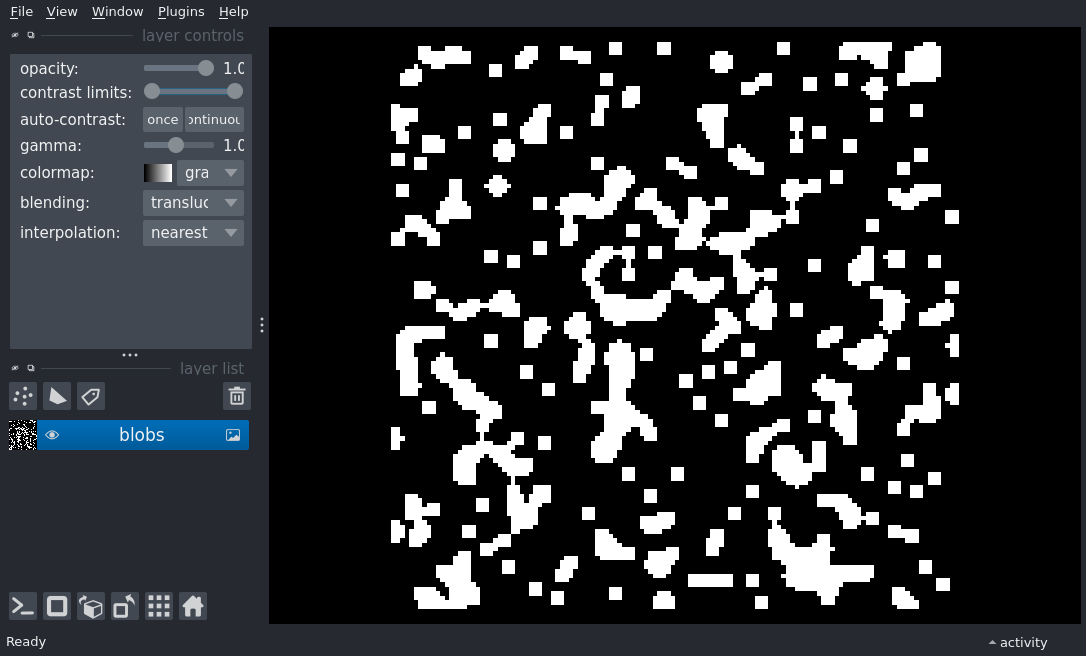 File View Window Plugins Help
layer controls
opacity: 1.0
contrast limits:
auto-contrast: once ontinuou
gamma: 1.0
colormap: gra
blending: transluc
interpolation: nearest
layer list
blobs
Ready
activity